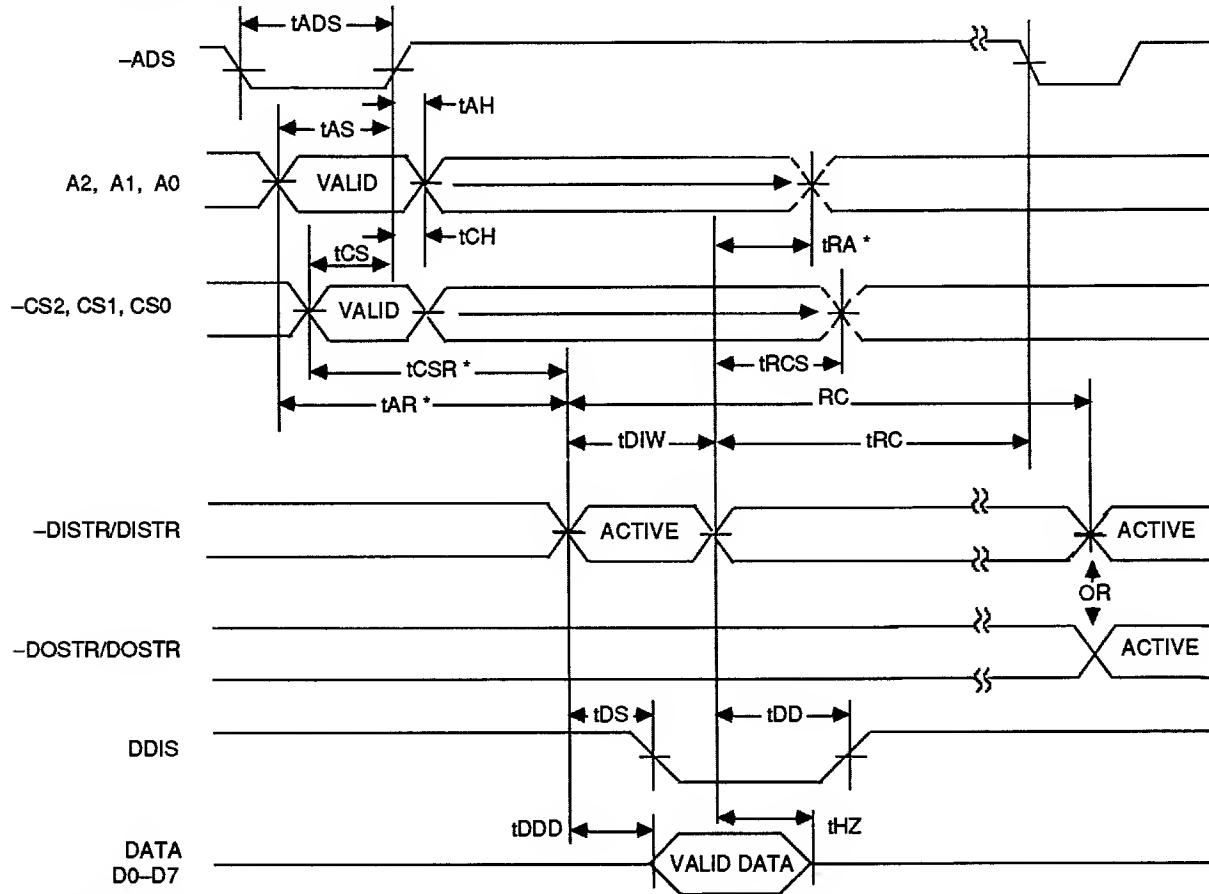 tADS
–ADS
tAH
tAS
A2, A1, A0
VALID
tCH
tRA *
tCS
–CS2, CS1, CS0
VALID
tCSR *
tRCS
tAR *
RC
tDIW
tRC
–DISTR/DISTR
ACTIVE
ACTIVE
OR
–DOSTR/DOSTR
ACTIVE
tDS
tDD
DDIS
tDDD
tHZ
DATA
D0–D7
VALID DATA